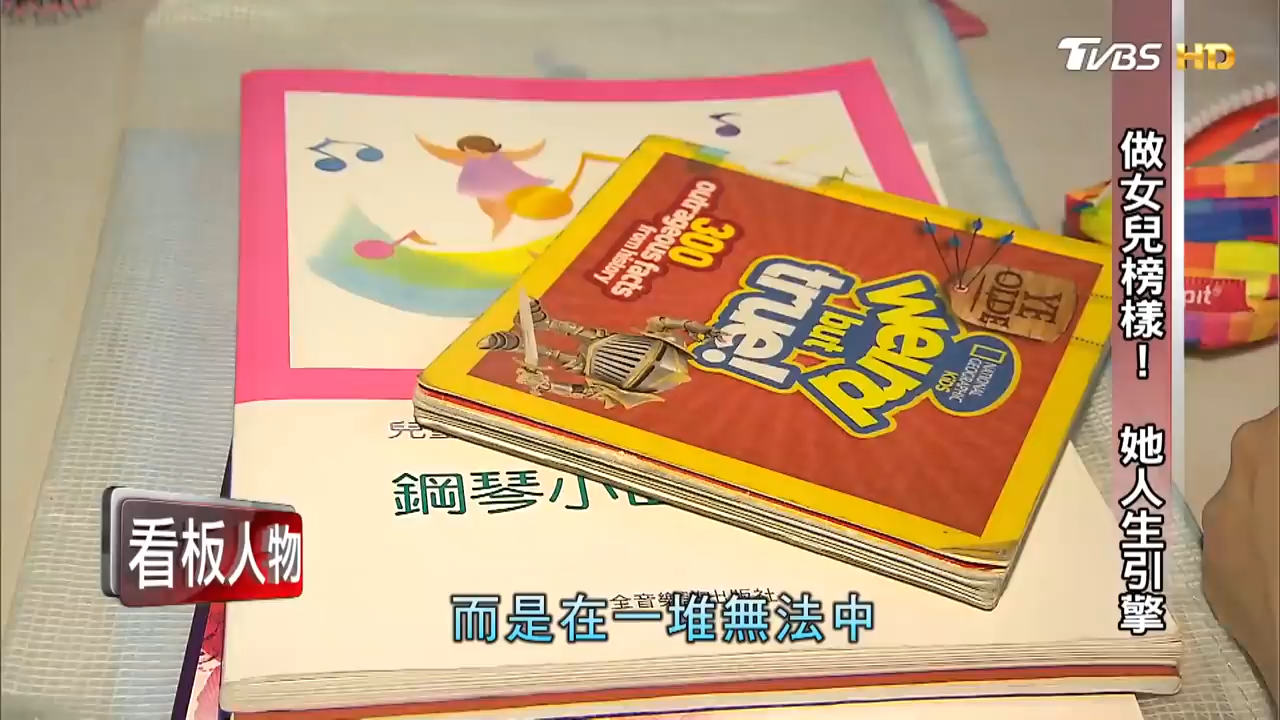 TVBS HD
做女兒榜樣！ 她人生引擎
300
outrageous facts
from history
weird
but
true!
YE
OLDE
NATIONAL
GEOGRAPHIC
KIDS
鋼琴小
全音樂
出版社
看板人物
而是在一堆無法中